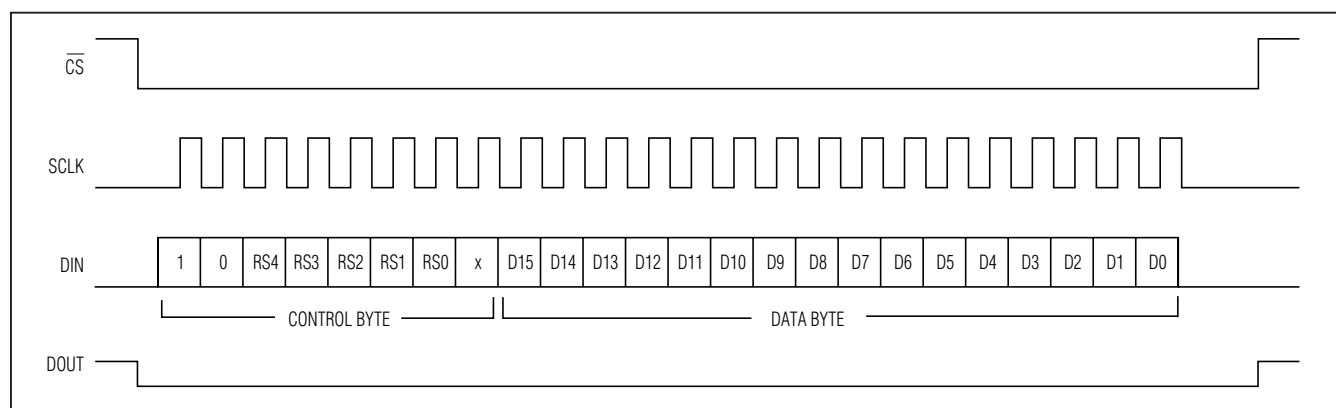 CS
SCLK
DIN 1 0 RS4 RS3 RS2 RS1 RS0 x D15 D14 D13 D12 D11 D10 D9 D8 D7 D6 D5 D4 D3 D2 D1 D0
CONTROL BYTE DATA BYTE
DOUT